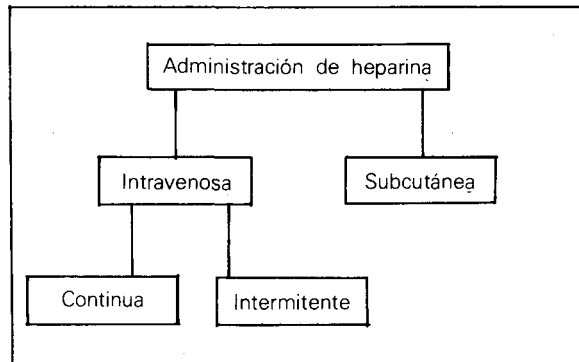 Administración de heparina
Intravenosa
Subcutánea
Continua
Intermitente